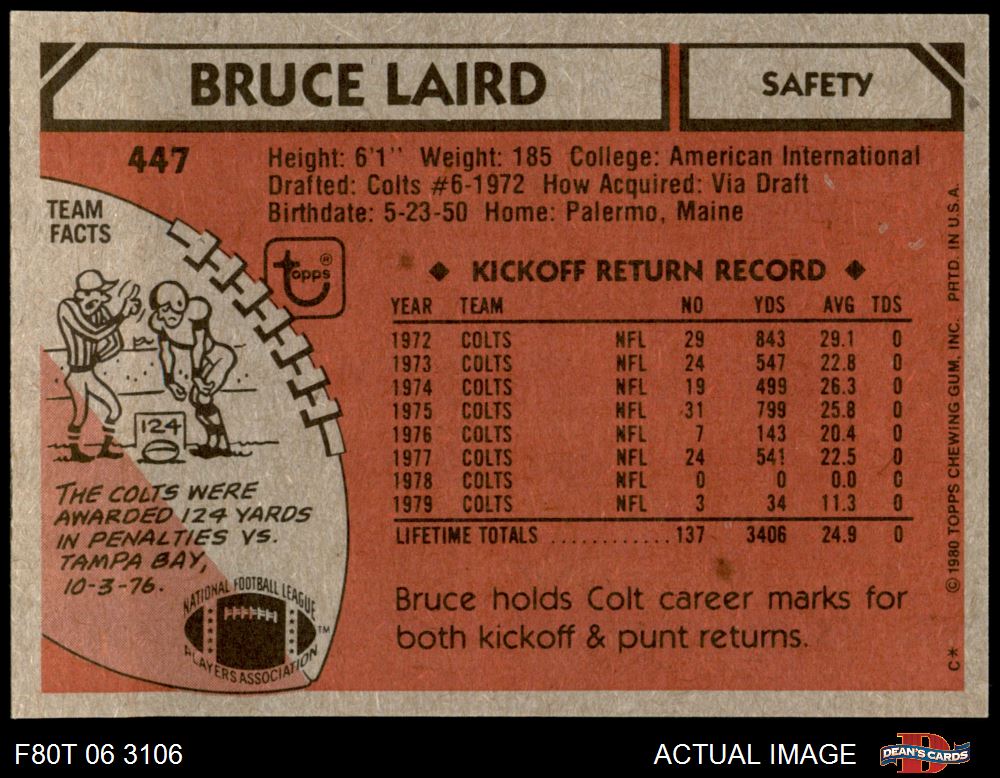 BRUCE LAIRD
SAFETY
447
Height: 6'1'' Weight: 185 College: American International
Drafted: Colts #6-1972 How Acquired: Via Draft
Birthdate: 5-23-50 Home: Palermo, Maine
TEAM
FACTS
topps ®
124
THE COLTS WERE
AWARDED 124 YARDS
IN PENALTIES VS.
TAMPA BAY,
10-3-76.
NATIONAL FOOTBALL LEAGUE
PLAYERS ASSOCIATION TM
◆ KICKOFF RETURN RECORD ◆
YEAR TEAM NO YDS AVG TDS
1972 COLTS NFL 29 843 29.1 0
1973 COLTS NFL 24 547 22.8 0
1974 COLTS NFL 19 499 26.3 0
1975 COLTS NFL 31 799 25.8 0
1976 COLTS NFL 7 143 20.4 0
1977 COLTS NFL 24 541 22.5 0
1978 COLTS NFL 0 0 0.0 0
1979 COLTS NFL 3 34 11.3 0
LIFETIME TOTALS ............ 137 3406 24.9 0
Bruce holds Colt career marks for
both kickoff & punt returns.
© 1980 TOPPS CHEWING GUM, INC. PRTD. IN U.S.A.
C*
F80T 06 3106
ACTUAL IMAGE
DEAN'S CARDS